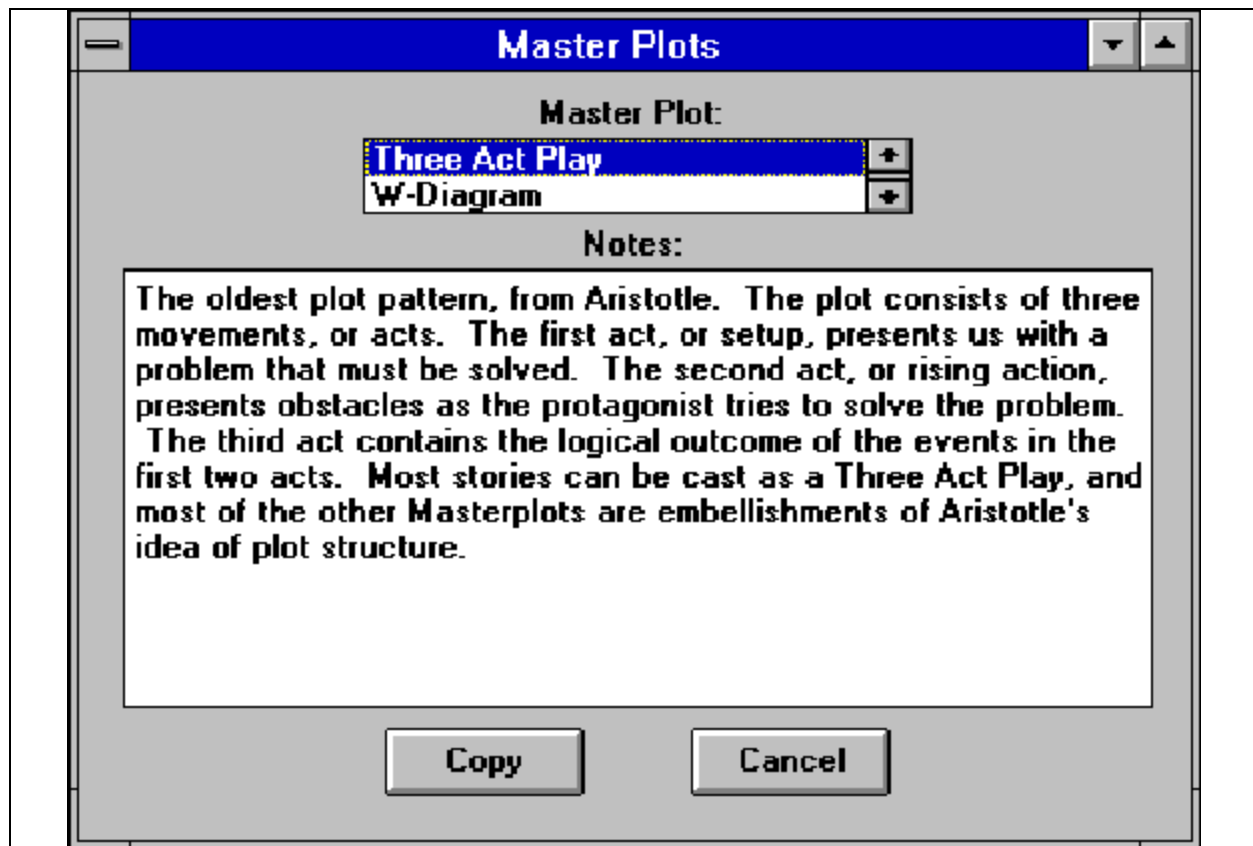 Master Plots
Master Plot:
Three Act Play
W-Diagram
Notes:
The oldest plot pattern, from Aristotle.  The plot consists of three
movements, or acts.  The first act, or setup, presents us with a
problem that must be solved.  The second act, or rising action,
presents obstacles as the protagonist tries to solve the problem.
The third act contains the logical outcome of the events in the
first two acts.  Most stories can be cast as a Three Act Play, and
most of the other Masterplots are embellishments of Aristotle's
idea of plot structure.
Copy
Cancel